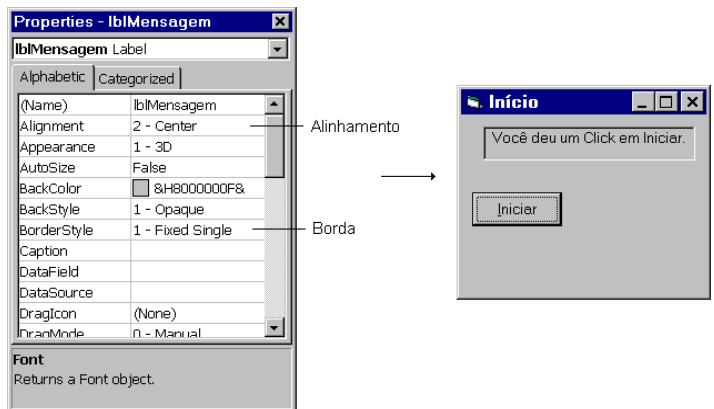 Properties - lblMensagem
lblMensagem Label
Alphabetic Categorized
(Name) lblMensagem
Alignment 2 - Center
Appearance 1 - 3D
AutoSize False
BackColor &H8000000F&
BackStyle 1 - Opaque
BorderStyle 1 - Fixed Single
Caption
DataField
DataSource
DragIcon (None)
DragMode 0 - Manual
Font
Returns a Font object.
Alinhamento
Borda
Início
Você deu um Click em Iniciar.
Iniciar